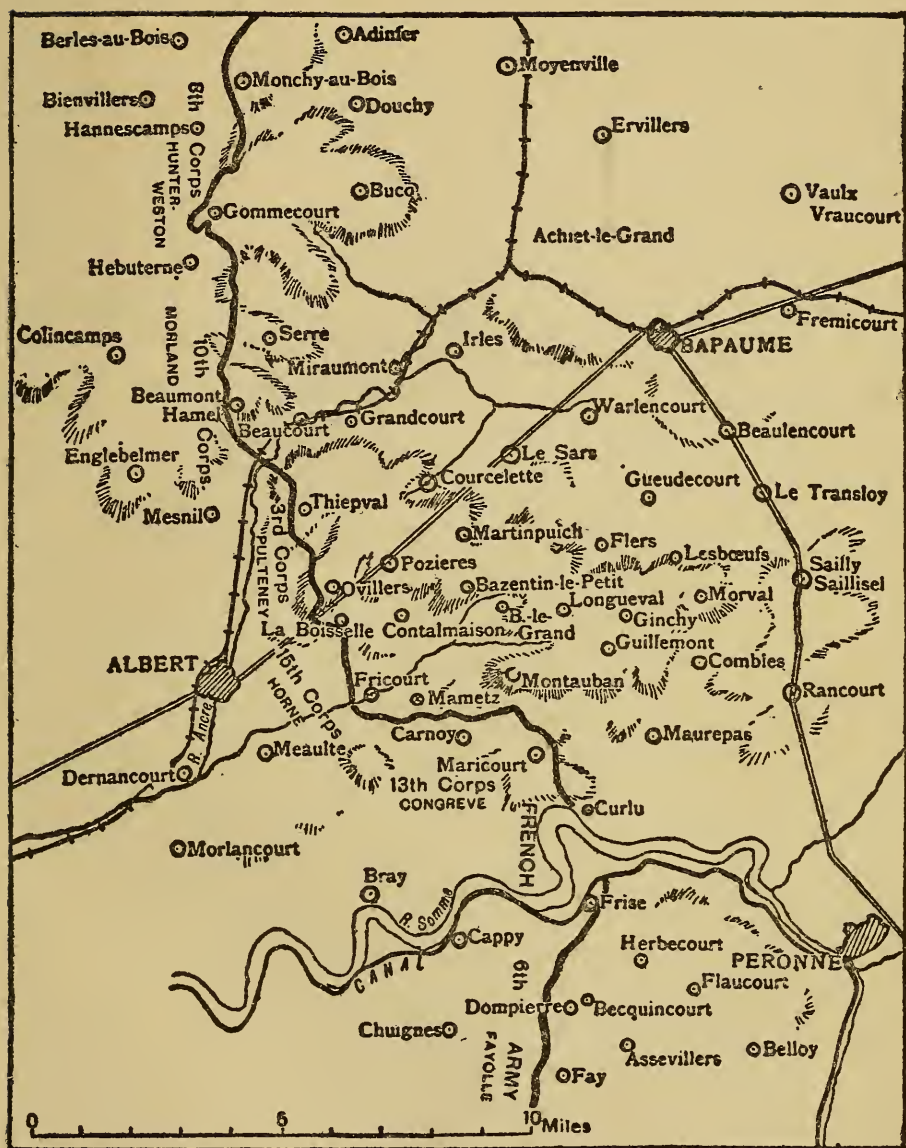 Berles-au-Bois
Adinfer
Monchy-au-Bois
Moyenville
Bienvillers
Douchy
Hannescamps
Ervillers
8th Corps
HUNTER-
WESTON
Bucq
Vaulx
Vraucourt
Gommecourt
Achiet-le-Grand
Hebuterne
Fremicourt
Colincamps
Serre
Irles
BAPAUME
MORLAND
10th
Corps
Miraumont
Beaumont
Hamel
Beaucourt
Grandcourt
Warlencourt
Beaulencourt
Englebelmer
Le Sars
Courcelette
Gueudecourt
Le Transloy
Mesnil
Thiepval
3rd Corps
PULTENEY
Martinpuich
Flers
Lesbœufs
Sailly
Saillisel
Pozieres
Ovillers
Bazentin-le-Petit
Longueval
Morval
La
Boisselle
Contalmaison
B.-le-
Grand
Ginchy
Guillemont
ALBERT
15th Corps
HORNE
Fricourt
Montauban
Combles
Mametz
Rancourt
R. Ancre
Meaulte
Carnoy
Maurepas
Maricourt
Dernancourt
13th Corps
CONGREVE
Curlu
FRENCH
Morlancourt
Bray
R. Somme
Frise
Cappy
CANAL
Herbecourt
PERONNE
6th
ARMY
FAYOLLE
Flaucourt
Dompierre
Becquincourt
Chuignes
Assevillers
Belloy
Fay
0 5 10 Miles